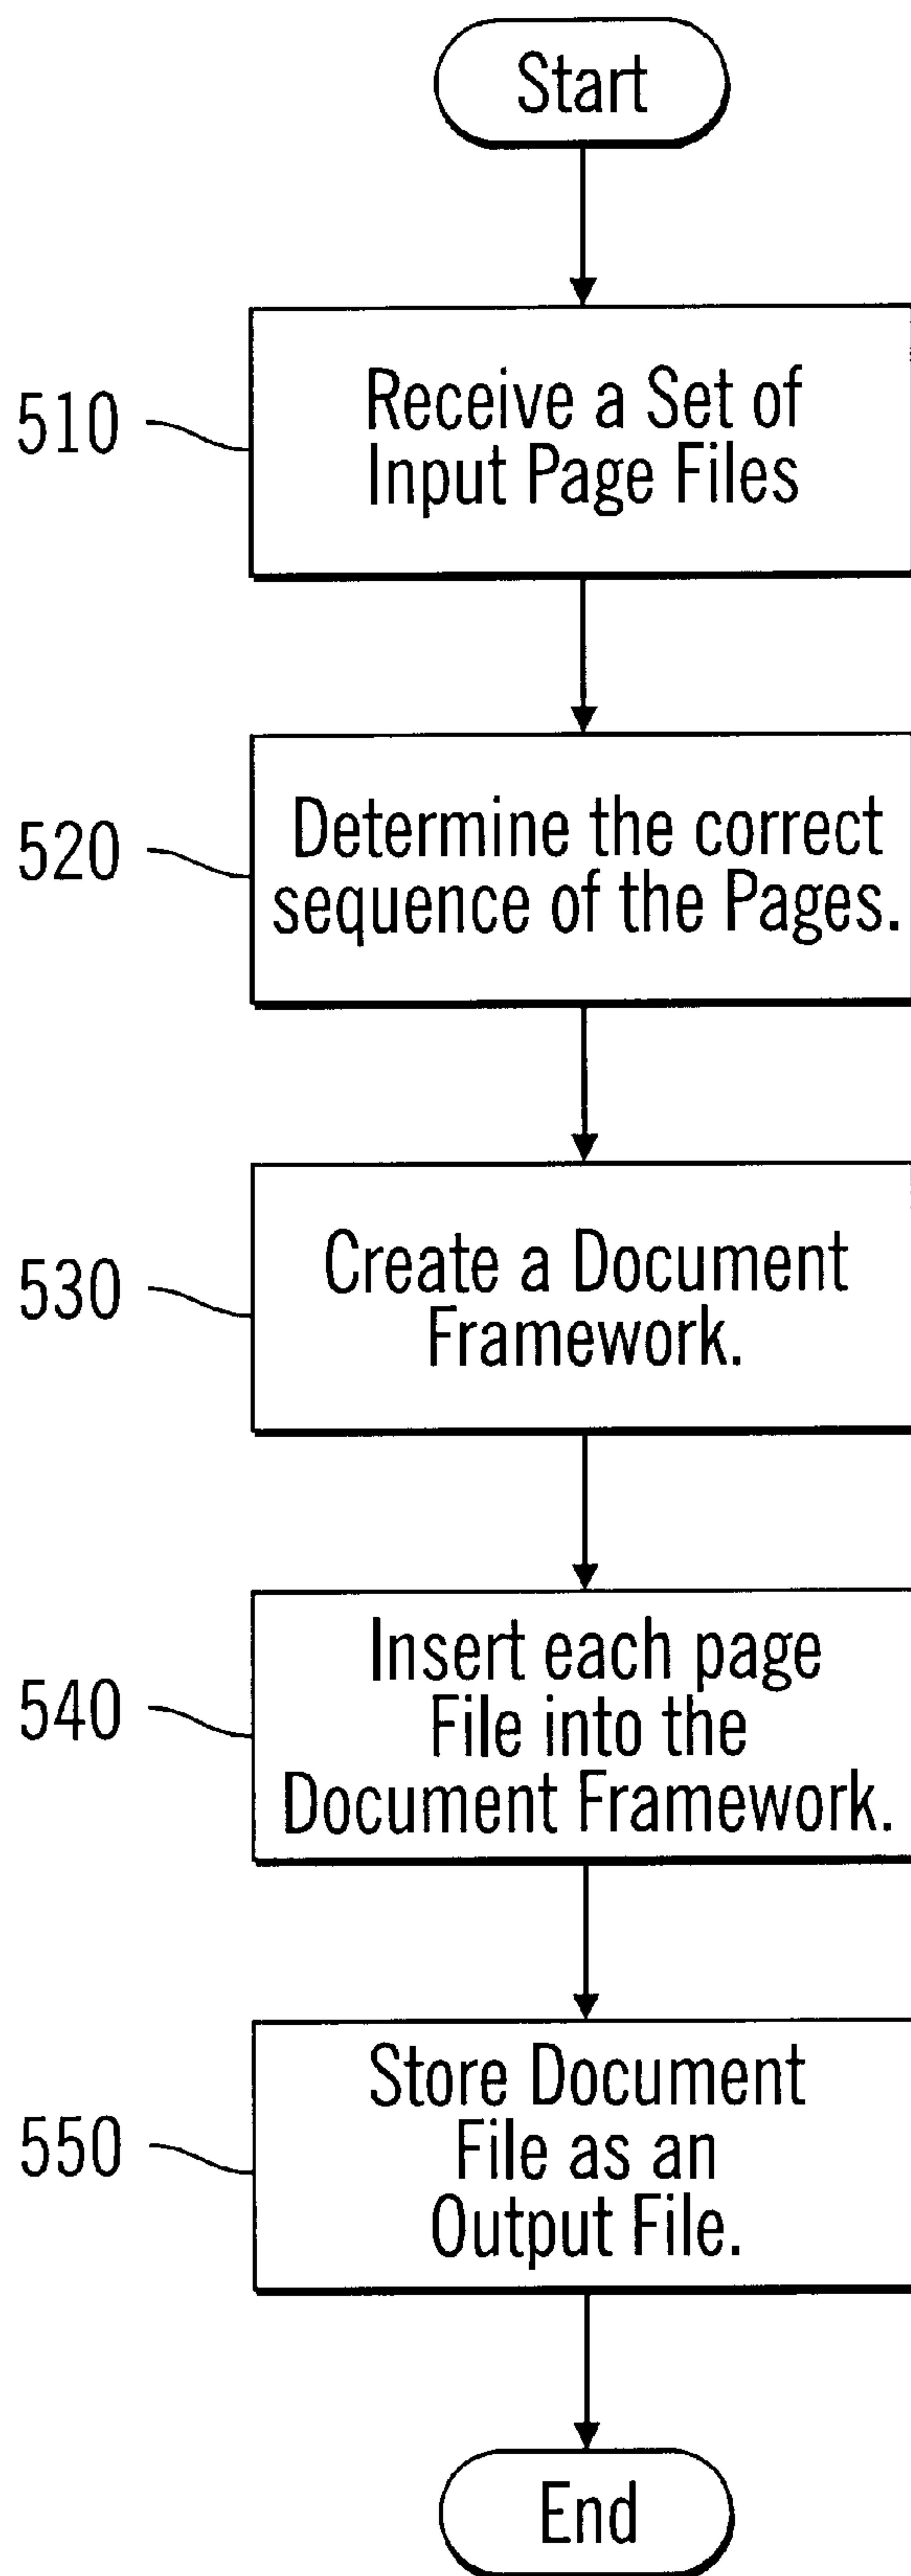 Start
510
Receive a Set of
Input Page Files
520
Determine the correct
sequence of the Pages.
530
Create a Document
Framework.
540
Insert each page
File into the
Document Framework.
550
Store Document
File as an
Output File.
End